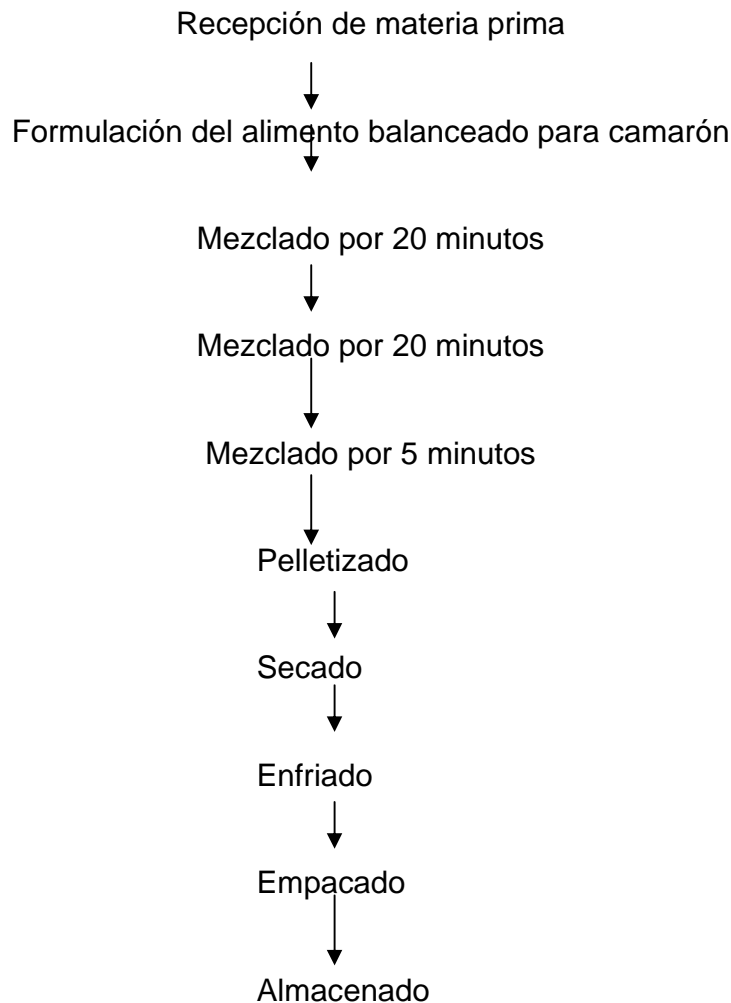 Recepción de materia prima
Formulación del alimento balanceado para camarón
Mezclado por 20 minutos
Mezclado por 20 minutos
Mezclado por 5 minutos
Pelletizado
Secado
Enfriado
Empacado
Almacenado